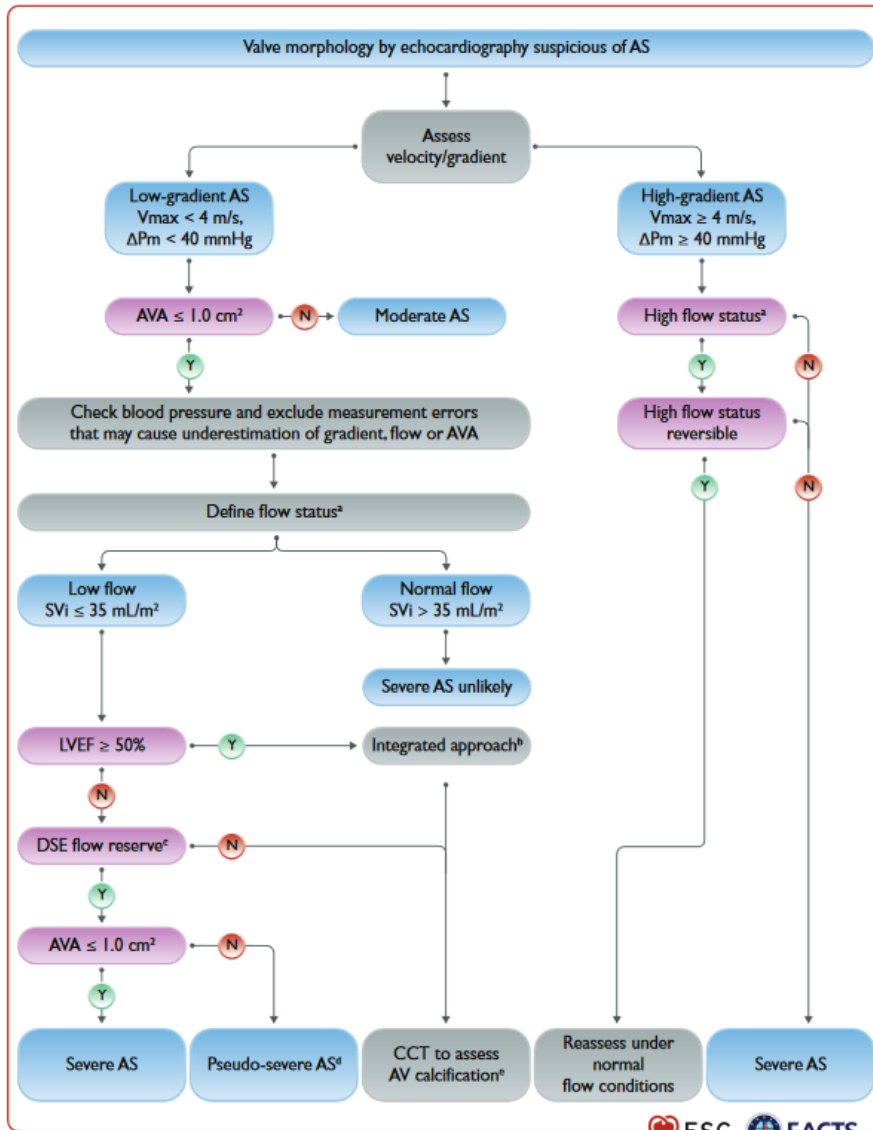 Valve morphology by echocardiography suspicious of AS
Assess
velocity/gradient
Low-gradient AS
Vmax < 4 m/s,
ΔPm < 40 mmHg
High-gradient AS
Vmax ≥ 4 m/s,
ΔPm ≥ 40 mmHg
AVA ≤ 1.0 cm²
N
Moderate AS
High flow statusᵃ
Y
Y
N
Check blood pressure and exclude measurement errors
that may cause underestimation of gradient, flow or AVA
High flow status
reversible
Y
N
Define flow statusᵃ
Low flow
SVi ≤ 35 mL/m²
Normal flow
SVi > 35 mL/m²
Severe AS unlikely
LVEF ≥ 50%
Y
Integrated approachᵇ
N
DSE flow reserveᶜ
N
Y
AVA ≤ 1.0 cm²
N
Y
Severe AS
Pseudo-severe ASᵈ
CCT to assess
AV calcificationᵉ
Reassess under
normal
flow conditions
Severe AS
ESC
EACTS